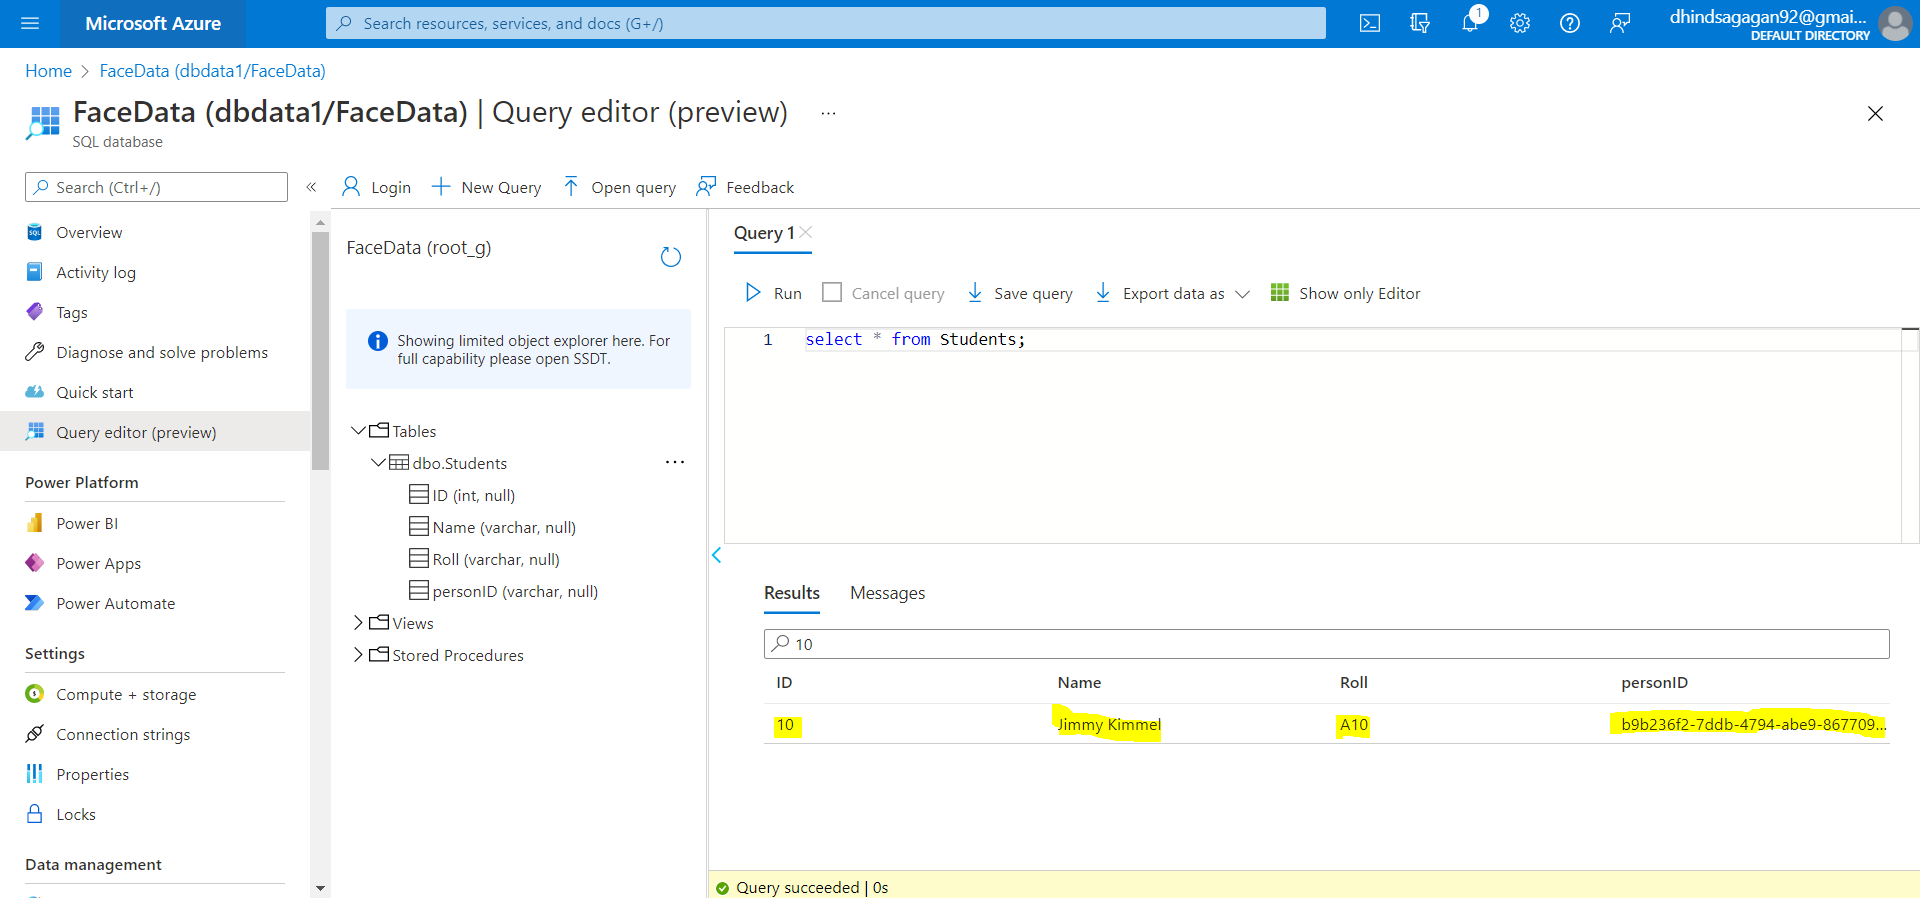 Microsoft Azure
Search resources, services, and docs (G+/)
1
dhindsagagan92@gmai...
DEFAULT DIRECTORY
Home > FaceData (dbdata1/FaceData)
FaceData (dbdata1/FaceData) | Query editor (preview) ...
SQL database
Search (Ctrl+/)
«
Login
New Query
Open query
Feedback
Overview
Activity log
Tags
Diagnose and solve problems
Quick start
Query editor (preview)
Power Platform
Power BI
Power Apps
Power Automate
Settings
Compute + storage
Connection strings
Properties
Locks
Data management
FaceData (root_g)
Showing limited object explorer here. For
full capability please open SSDT.
Tables
dbo.Students
...
ID (int, null)
Name (varchar, null)
Roll (varchar, null)
personID (varchar, null)
Views
Stored Procedures
Query 1
Run
Cancel query
Save query
Export data as
Show only Editor
1 select * from Students;
Results Messages
10
ID Name Roll personID
10 Jimmy Kimmel A10 b9b236f2-7ddb-4794-abe9-867709...
Query succeeded | 0s